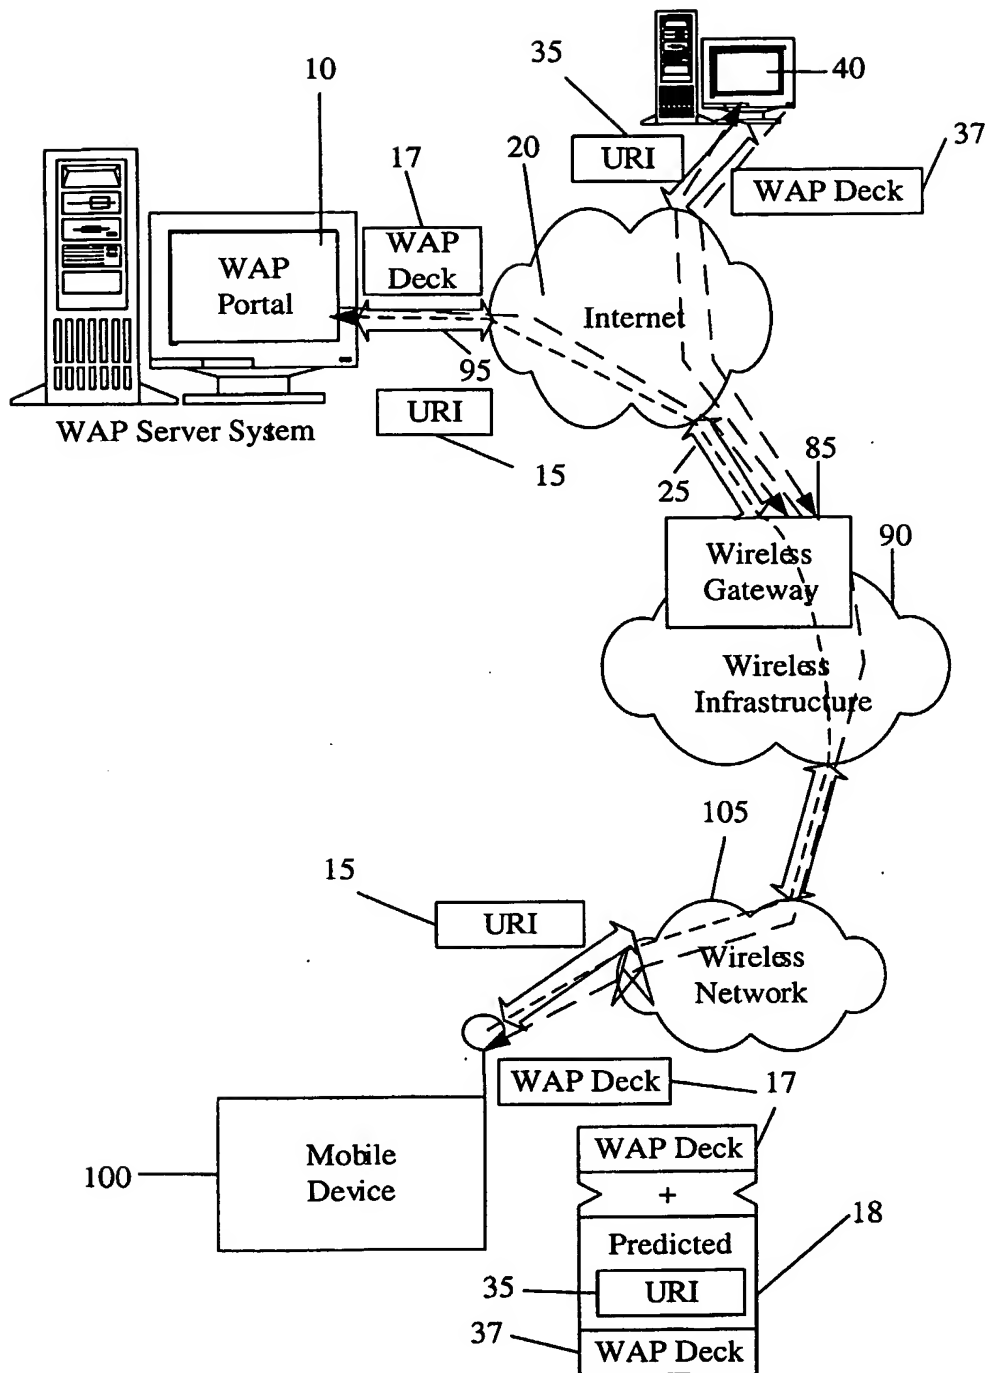 35
40
10
URI
37
17
20
WAP Deck
WAP
Deck
WAP
Portal
Internet
95
URI
WAP Server System
15
25
85
90
Wireless
Gateway
Wireless
Infrastructure
105
15
URI
Wireless
Network
WAP Deck
17
Mobile
Device
100
WAP Deck
+
18
Predicted
35
URI
37
WAP Deck